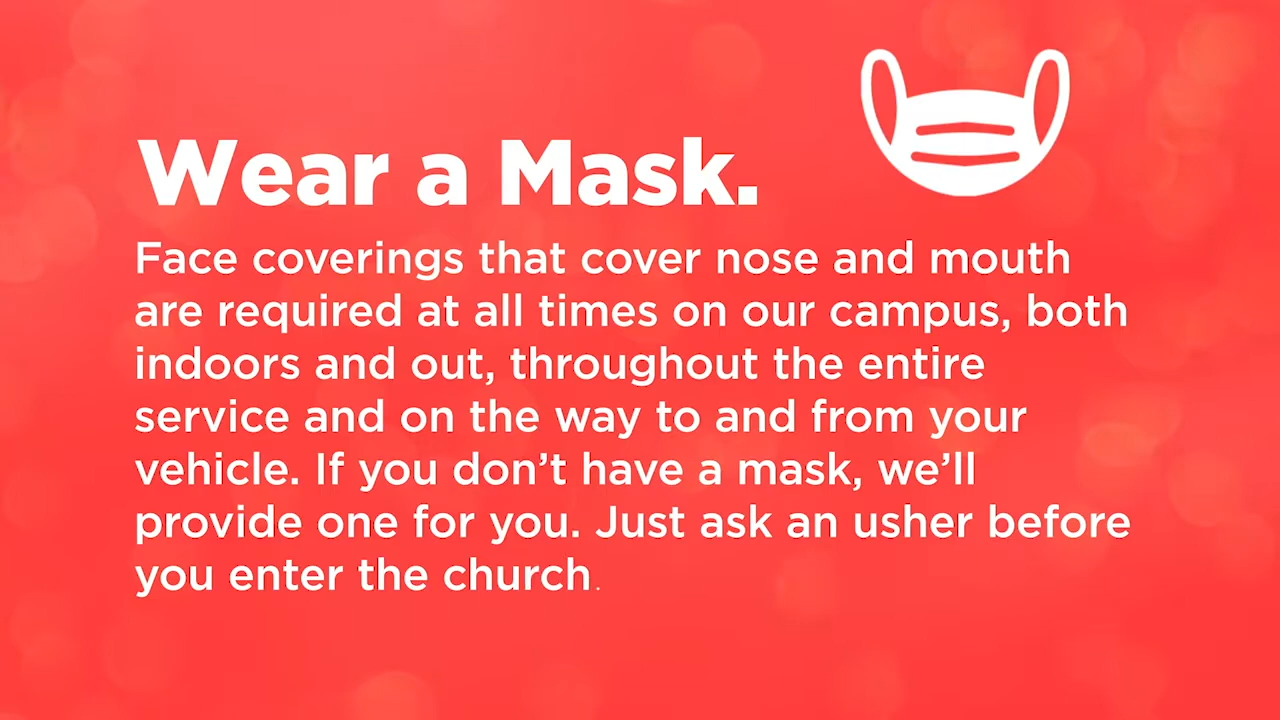 Wear a Mask.
Face coverings that cover nose and mouth
are required at all times on our campus, both
indoors and out, throughout the entire
service and on the way to and from your
vehicle. If you don’t have a mask, we’ll
provide one for you. Just ask an usher before
you enter the church.